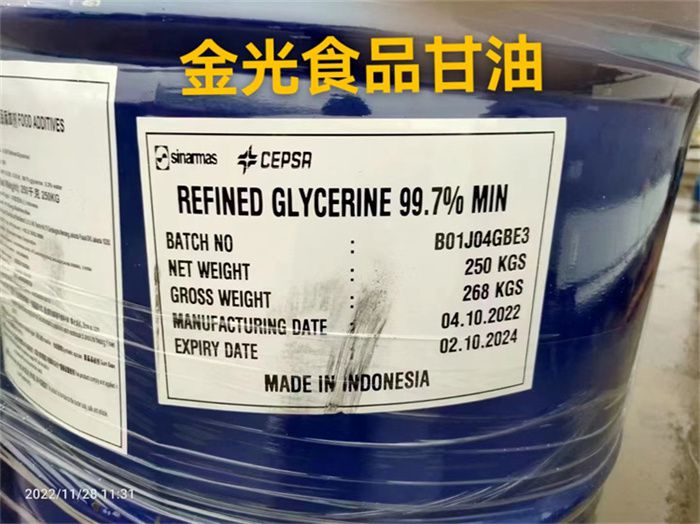 金光食品甘油
FOOD ADDITIVES
sinarmas CEPSA
REFINED GLYCERINE 99.7% MIN
BATCH NO : B01J04GBE3
NET WEIGHT : 250 KGS
GROSS WEIGHT : 268 KGS
MANUFACTURING DATE : 04.10.2022
EXPIRY DATE : 02.10.2024
MADE IN INDONESIA
2022/11/28 11:31